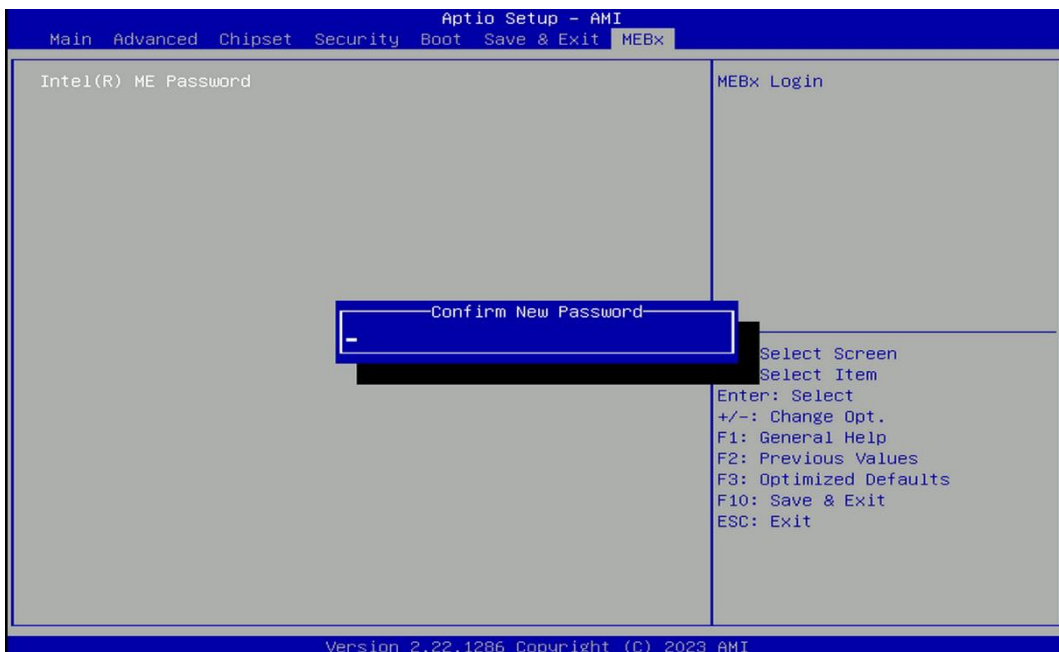 Aptio Setup – AMI
Main Advanced Chipset Security Boot Save & Exit MEBx
Intel(R) ME Password
MEBx Login
Confirm New Password
Select Screen
Select Item
Enter: Select
+/-: Change Opt.
F1: General Help
F2: Previous Values
F3: Optimized Defaults
F10: Save & Exit
ESC: Exit
Version 2.22.1286 Copyright (C) 2023 AMI